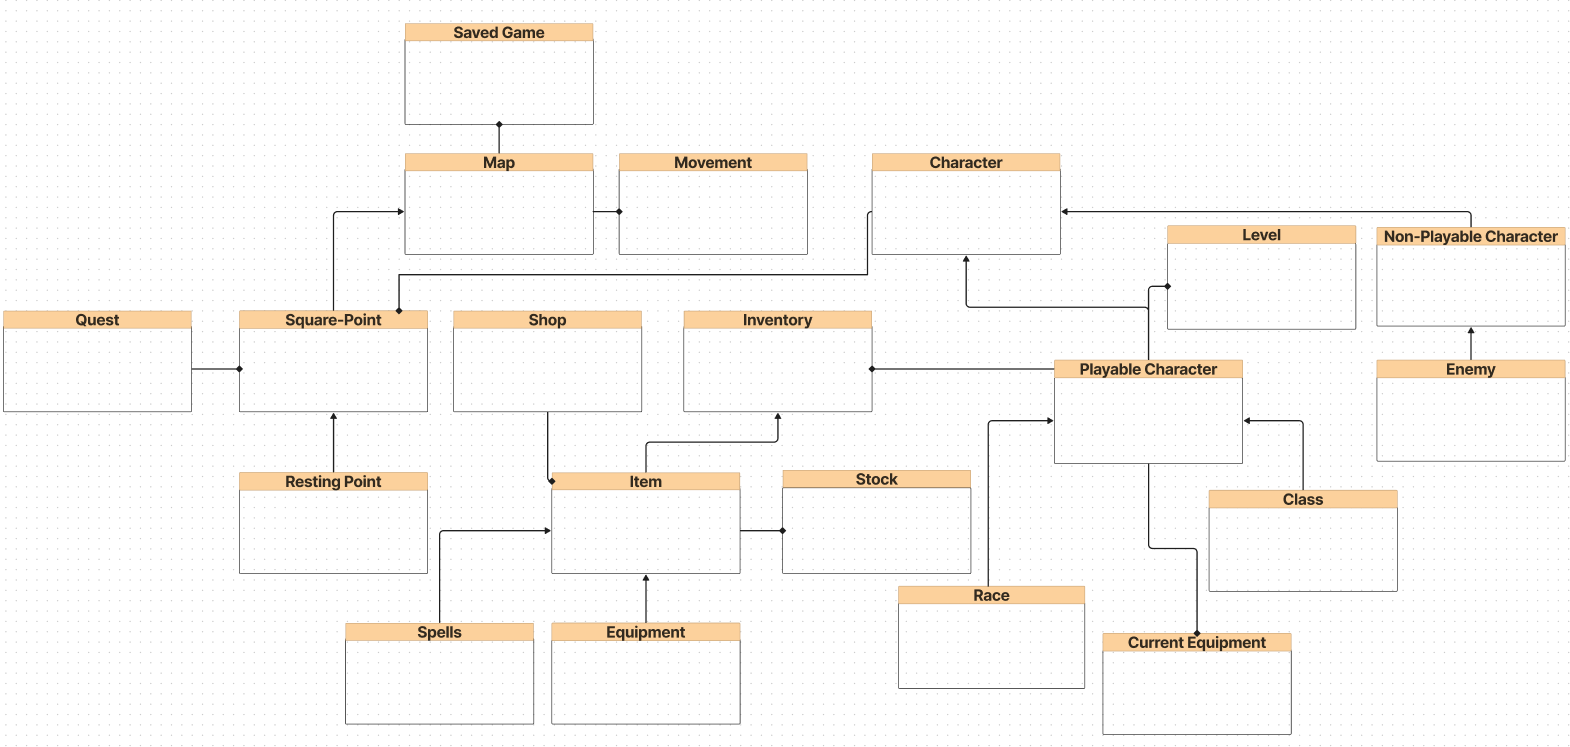 Saved Game
Map
Movement
Character
Level
Non-Playable Character
Quest
Square-Point
Shop
Inventory
Playable Character
Enemy
Resting Point
Item
Stock
Class
Race
Spells
Equipment
Current Equipment